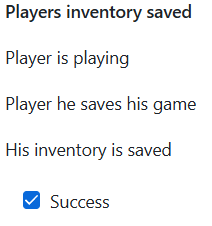 Players inventory saved
Player is playing
Player he saves his game
His inventory is saved
Success